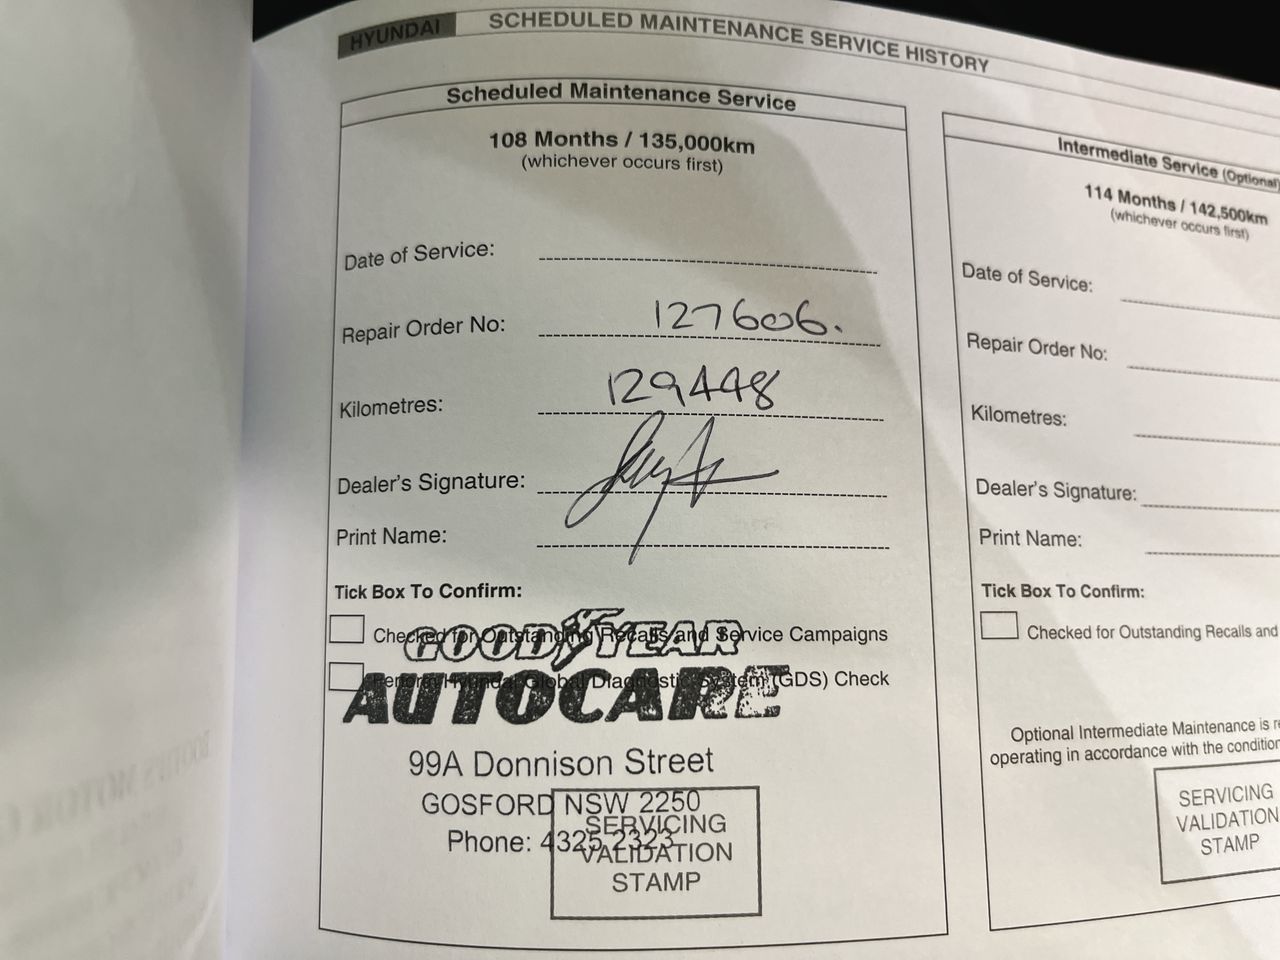 HYUNDAI SCHEDULED MAINTENANCE SERVICE HISTORY
Scheduled Maintenance Service
108 Months / 135,000km
(whichever occurs first)
Date of Service:
Repair Order No: 127606.
Kilometres: 129448
Dealer's Signature:
Print Name:
Tick Box To Confirm:
Checked for Outstanding Recalls and Service Campaigns
GOODYEAR
Perform Hyundai Global Diagnostic System (GDS) Check
AUTOCARE
99A Donnison Street
GOSFORD NSW 2250
Phone: 4325 2323
SERVICING
VALIDATION
STAMP
Intermediate Service (Optional)
114 Months / 142,500km
(whichever occurs first)
Date of Service:
Repair Order No:
Kilometres:
Dealer's Signature:
Print Name:
Tick Box To Confirm:
Checked for Outstanding Recalls and
Optional Intermediate Maintenance is
operating in accordance with the
SERVICING
VALIDATION
STAMP